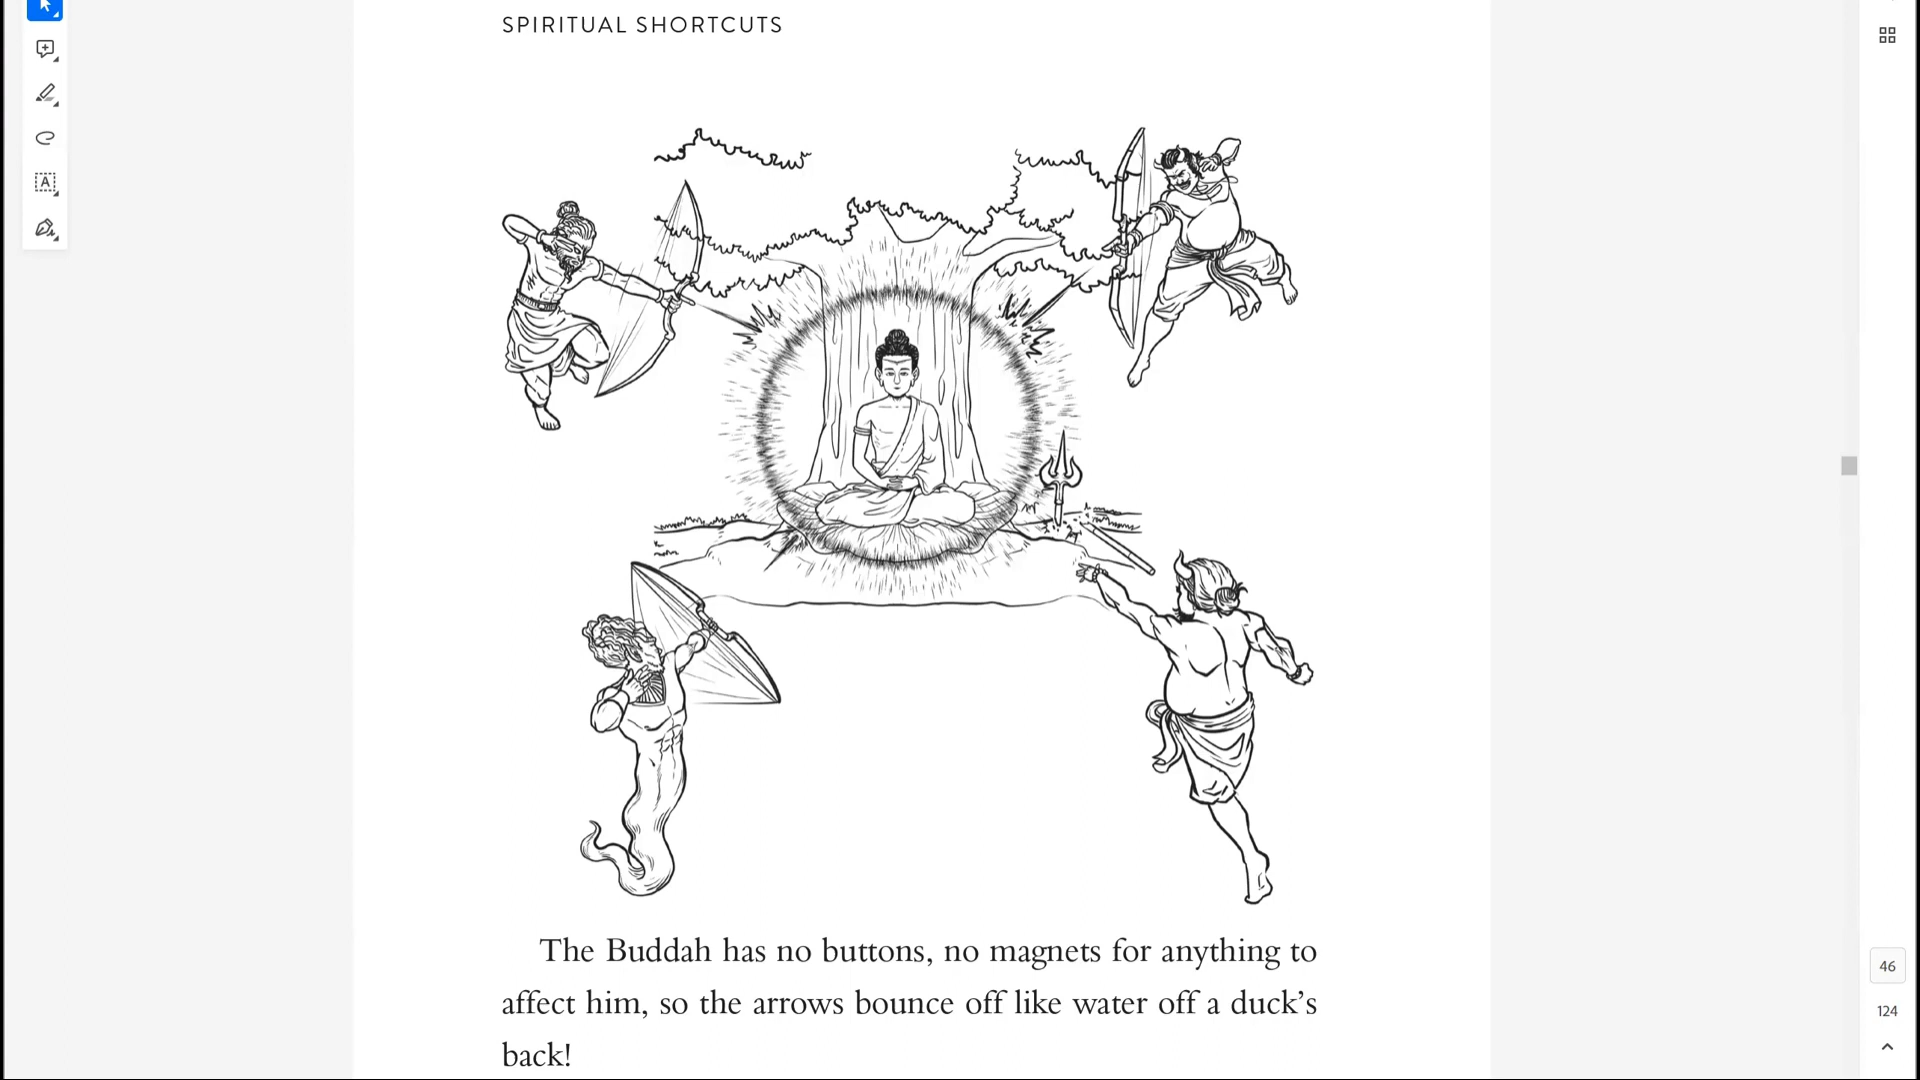 SPIRITUAL SHORTCUTS
A
The Buddah has no buttons, no magnets for anything to
affect him, so the arrows bounce off like water off a duck’s
back!
46
124